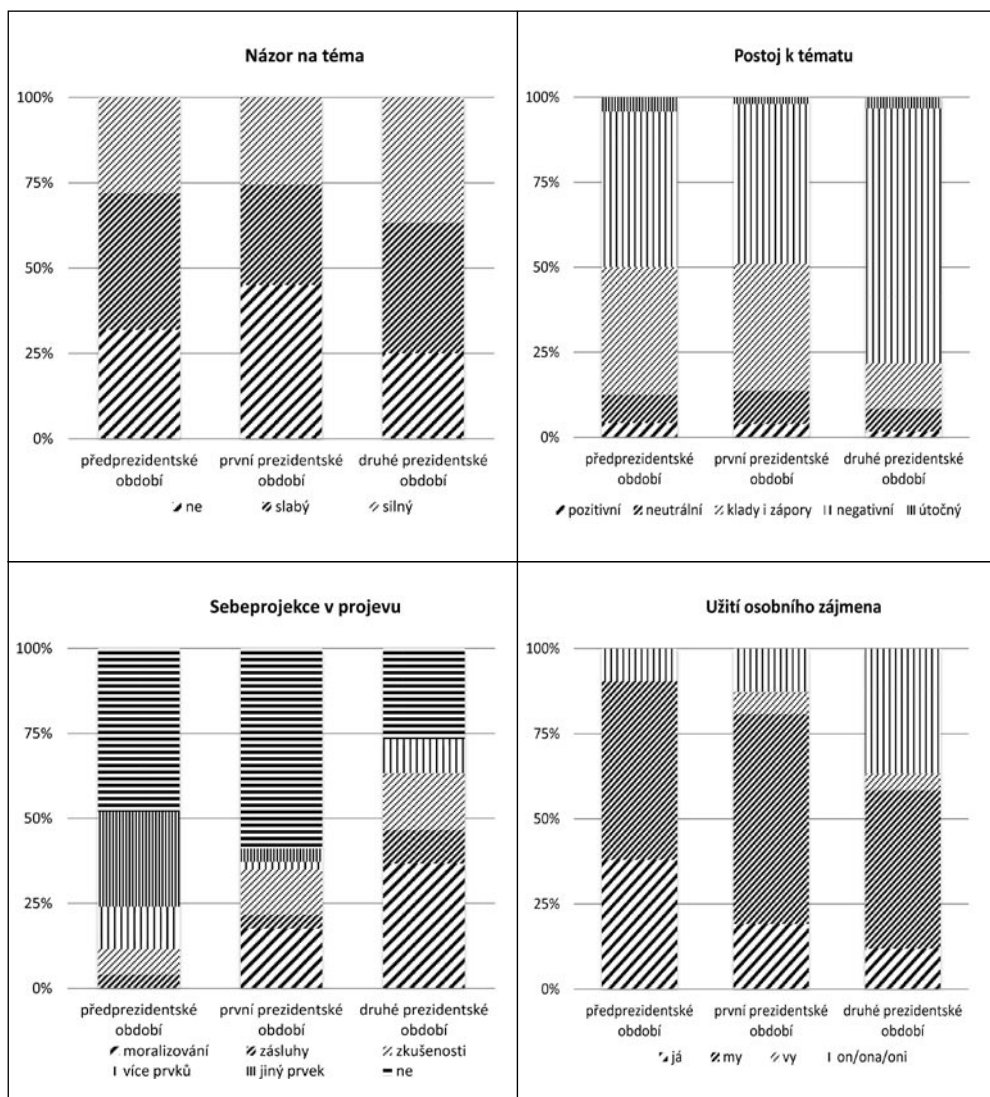 Názor na téma
100%
75%
50%
25%
0%
předprezidentské období
první prezidentské období
druhé prezidentské období
ne slabý silný
Postoj k tématu
100%
75%
50%
25%
0%
předprezidentské období
první prezidentské období
druhé prezidentské období
pozitivní neutrální klady i zápory negativní útočný
Sebeprojekce v projevu
100%
75%
50%
25%
0%
předprezidentské období
první prezidentské období
druhé prezidentské období
moralizování zásluhy zkušenosti
více prvků jiný prvek ne
Užití osobního zájmena
100%
75%
50%
25%
0%
předprezidentské období
první prezidentské období
druhé prezidentské období
já my vy on/ona/oni